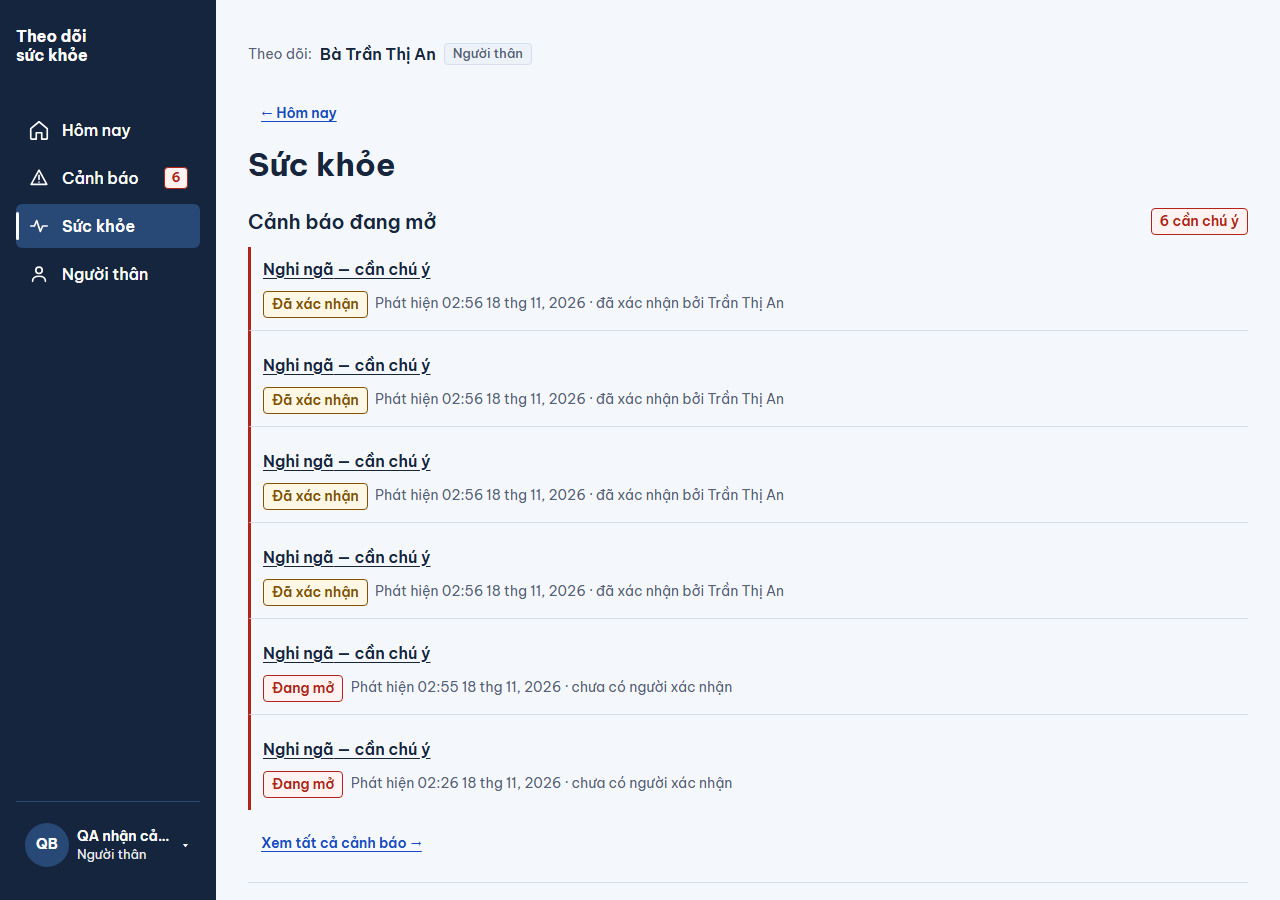 Theo dõi
sức khỏe
Hôm nay
Cảnh báo 6
Sức khỏe
Người thân
QB
QA nhận cả...
Người thân
Theo dõi: Bà Trần Thị An Người thân
← Hôm nay
Sức khỏe
Cảnh báo đang mở 6 cần chú ý
Nghi ngã — cần chú ý
Đã xác nhận Phát hiện 02:56 18 thg 11, 2026 · đã xác nhận bởi Trần Thị An
Nghi ngã — cần chú ý
Đã xác nhận Phát hiện 02:56 18 thg 11, 2026 · đã xác nhận bởi Trần Thị An
Nghi ngã — cần chú ý
Đã xác nhận Phát hiện 02:56 18 thg 11, 2026 · đã xác nhận bởi Trần Thị An
Nghi ngã — cần chú ý
Đã xác nhận Phát hiện 02:56 18 thg 11, 2026 · đã xác nhận bởi Trần Thị An
Nghi ngã — cần chú ý
Đang mở Phát hiện 02:55 18 thg 11, 2026 · chưa có người xác nhận
Nghi ngã — cần chú ý
Đang mở Phát hiện 02:26 18 thg 11, 2026 · chưa có người xác nhận
Xem tất cả cảnh báo →